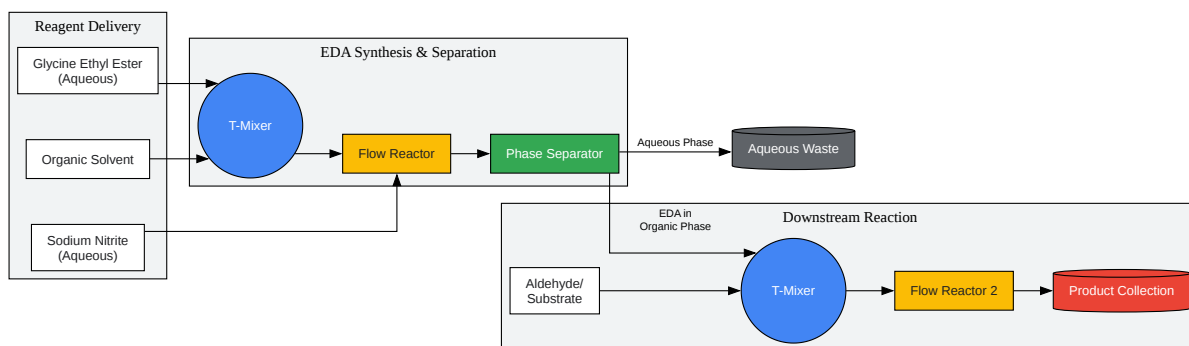 Reagent Delivery
Glycine Ethyl Ester
(Aqueous)
Organic Solvent
Sodium Nitrite
(Aqueous)
EDA Synthesis & Separation
T-Mixer
Flow Reactor
Phase Separator
Aqueous Phase
Aqueous Waste
EDA in
Organic Phase
Downstream Reaction
Aldehyde/
Substrate
T-Mixer
Flow Reactor 2
Product Collection